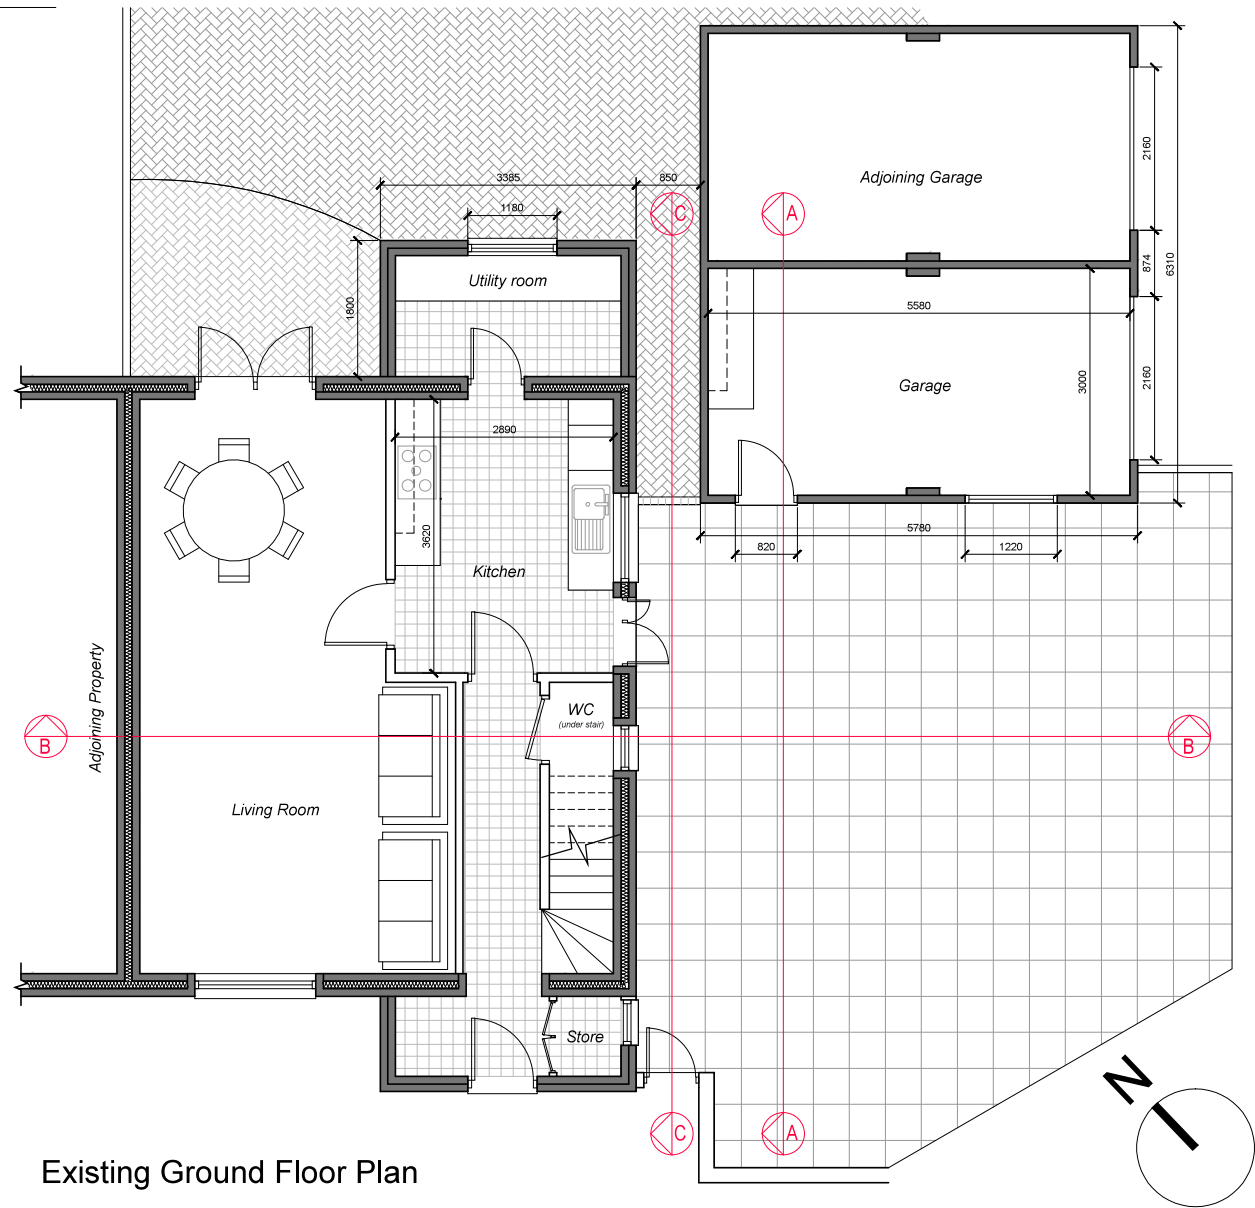 Adjoining Garage
2160
3385
850
C
A
1180
874
6310
Utility room
1800
5580
Garage
3000
2160
2890
3620
5780
820
1220
Kitchen
Adjoining Property
WC
(under stair)
B
B
Living Room
Store
N
C
A
Existing Ground Floor Plan